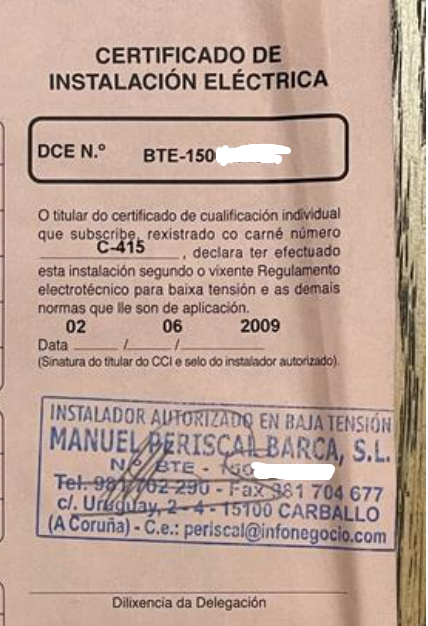 CERTIFICADO DE
INSTALACIÓN ELÉCTRICA
DCE N.º BTE-150
O titular do certificado de cualificación individual
que subscribe, rexistrado co carné número
C-415 , declara ter efectuado
esta instalación segundo o vixente Regulamento
electrotécnico para baixa tensión e as demais
normas que lle son de aplicación.
02 06 2009
Data / /
(Sinatura do titular do CCI e selo do instalador autorizado).
INSTALADOR AUTORIZADO EN BAJA TENSIÓN
MANUEL PERISCAL BARCA, S.L.
N.º BTE - 150
Tel. 981 702 290 - Fax 981 704 677
c/. Uruguay, 2 - 4 - 15100 CARBALLO
(A Coruña) - C.e.: periscal@infonegocio.com
Dilixencia da Delegación